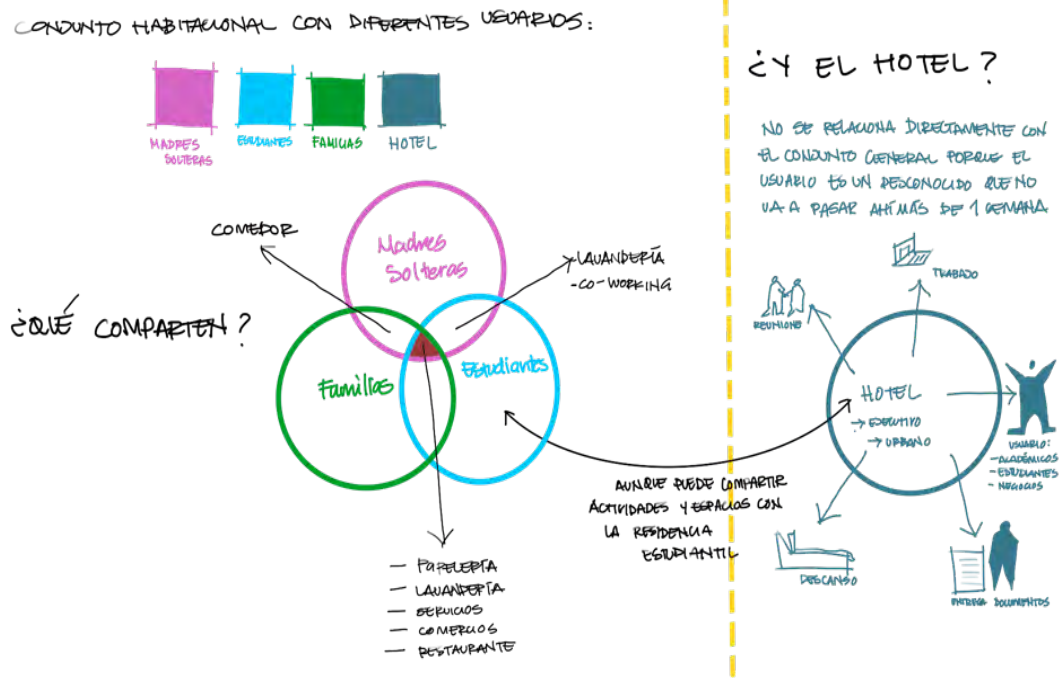 CONJUNTO HABITACIONAL CON DIFERENTES USUARIOS:
MADRES
SOLTERAS
ESTUDIANTES
FAMILIAS
HOTEL
¿QUÉ COMPARTEN?
COMEDOR
Madres
Solteras
-LAVANDERÍA
-CO-WORKING
Familias
Estudiantes
— PAPELERÍA
— LAVANDERÍA
— SERVICIOS
— COMERCIOS
— RESTAURANTE
AUNQUE PUEDE COMPARTIR
ACTIVIDADES Y ESPACIOS CON
LA RESIDENCIA
ESTUDIANTIL
¿Y EL HOTEL?
NO SE RELACIONA DIRECTAMENTE CON
EL CONJUNTO GENERAL PORQUE EL
USUARIO ES UN DESCONOCIDO QUE NO
VA A PASAR AHÍ MÁS DE 1 SEMANA
TRABAJO
REUNIONES
HOTEL
→ EJECUTIVO
→ URBANO
USUARIO:
-ACADÉMICOS
-ESTUDIANTES
- NEGOCIOS
DESCANSO
ENTREGA DOCUMENTOS